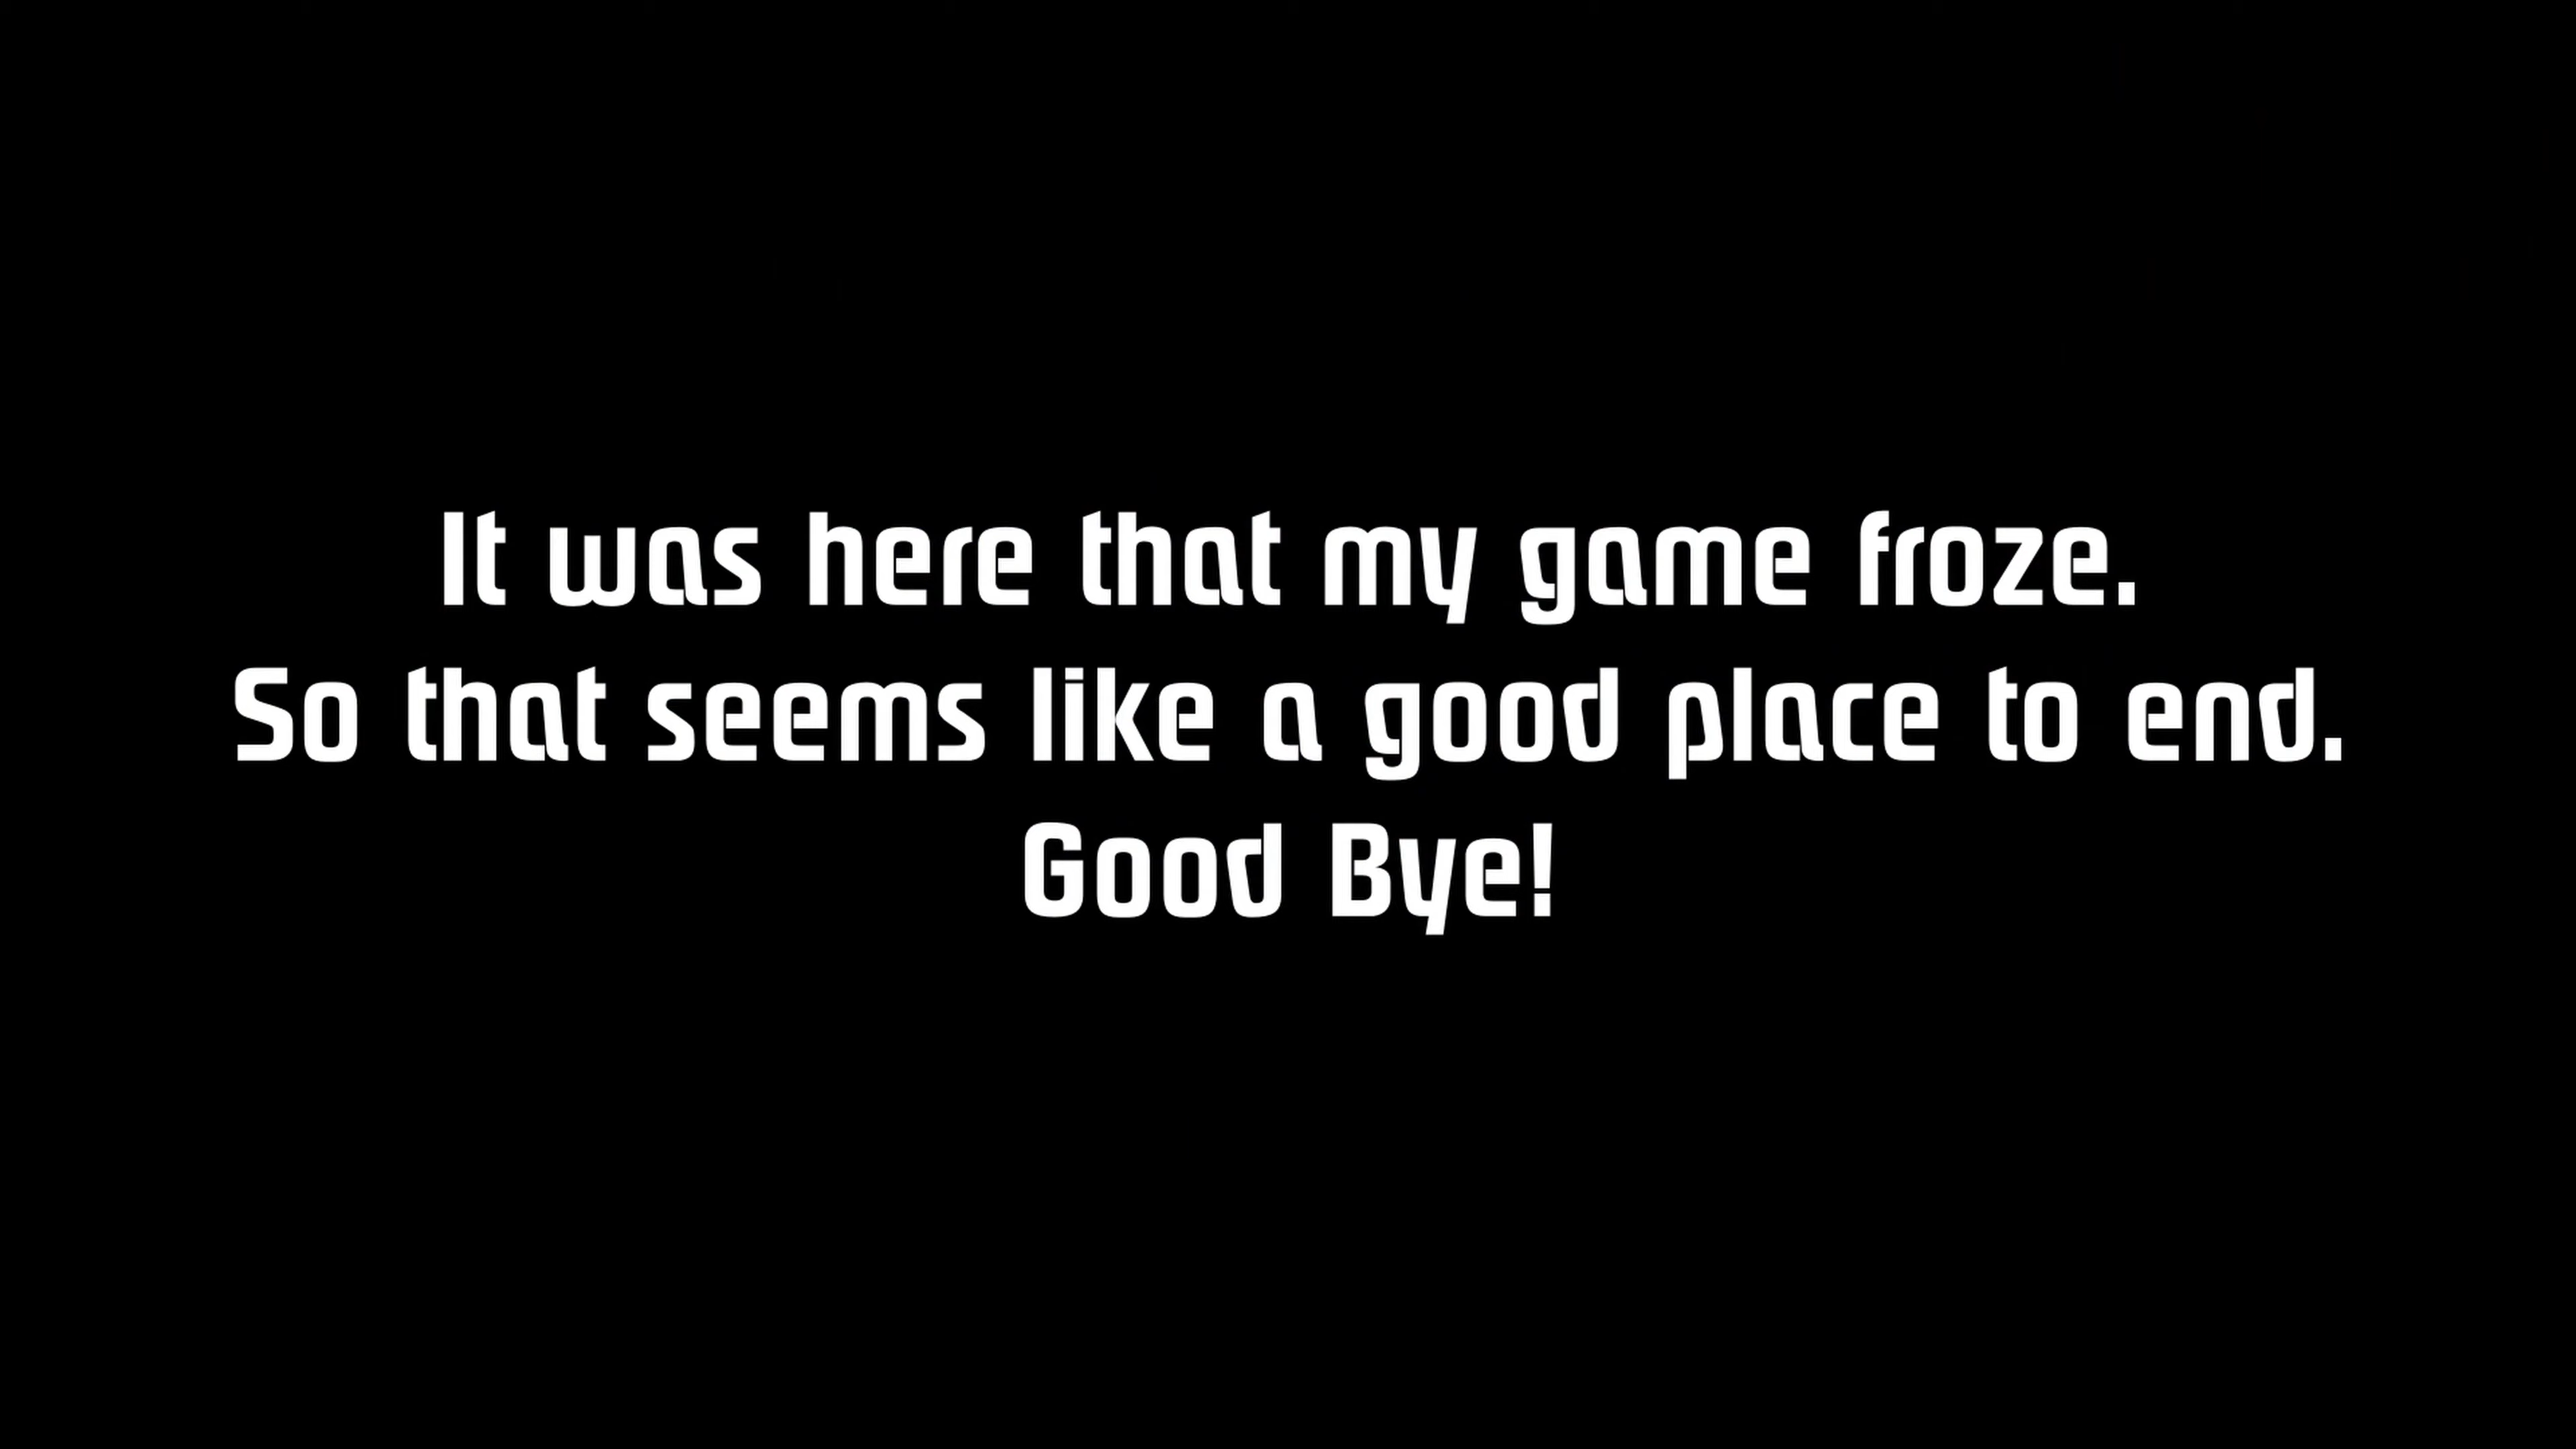 It was here that my game froze.
So that seems like a good place to end.
Good Bye!